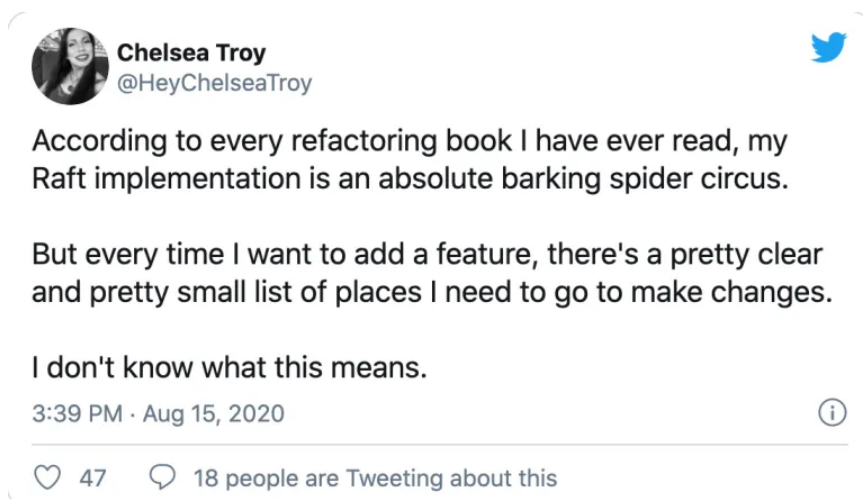 Chelsea Troy
@HeyChelseaTroy
According to every refactoring book I have ever read, my
Raft implementation is an absolute barking spider circus.
But every time I want to add a feature, there's a pretty clear
and pretty small list of places I need to go to make changes.
I don't know what this means.
3:39 PM · Aug 15, 2020
47
18 people are Tweeting about this